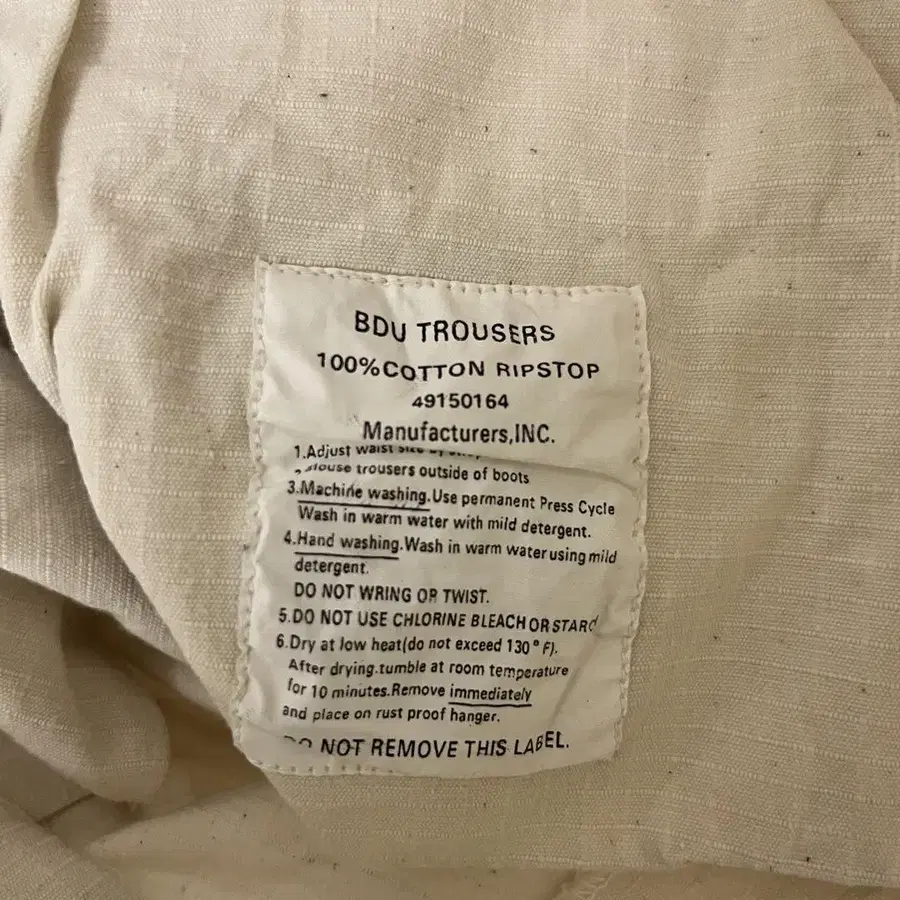 BDU TROUSERS
100%COTTON RIPSTOP
49150164
Manufacturers,INC.
1.Adjust waist size by
trousers outside of boots
3.Machine washing.Use permanent Press Cycle
Wash in warm water with mild detergent.
4.Hand washing.Wash in warm water using mild
detergent.
DO NOT WRING OR TWIST.
5.DO NOT USE CHLORINE BLEACH OR STARC
6.Dry at low heat(do not exceed 130°F).
After drying.tumble at room temperature
for 10 minutes.Remove immediately
and place on rust proof hanger.
DO NOT REMOVE THIS LABEL.